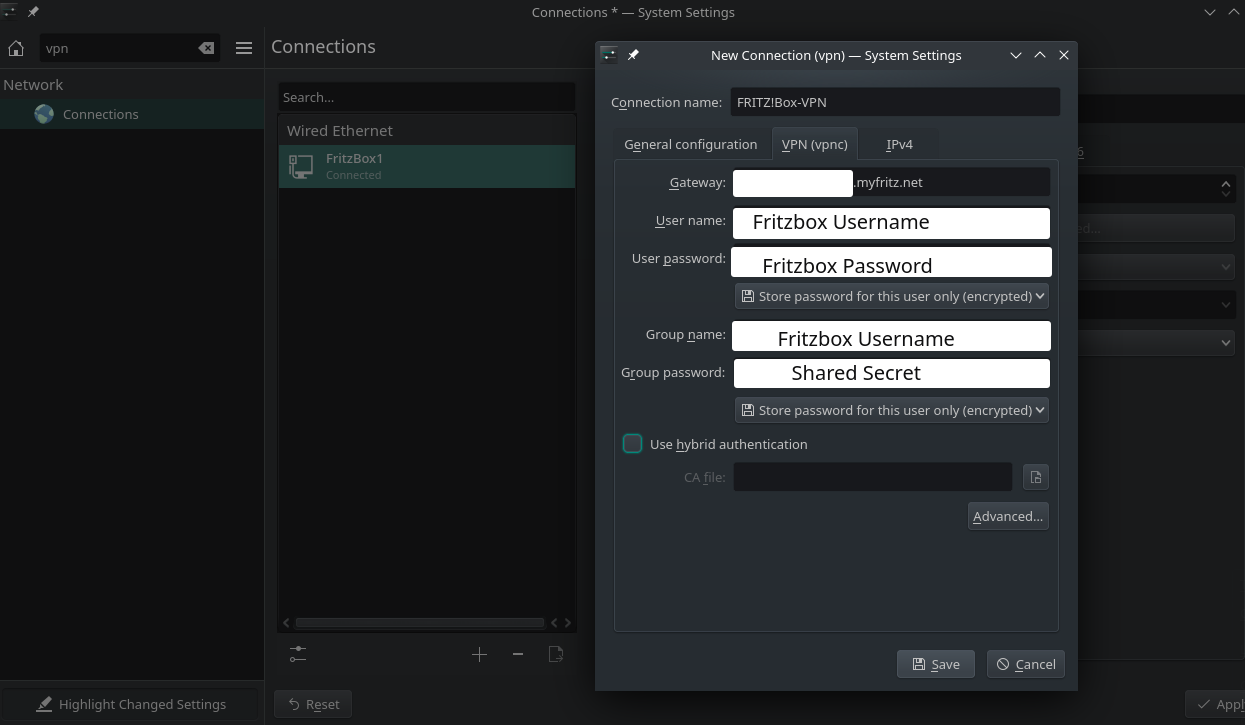 Connections * — System Settings
vpn
Connections
Network
Connections
Search...
Wired Ethernet
FritzBox1
Connected
Highlight Changed Settings
Reset
New Connection (vpn) — System Settings
Connection name: FRITZ!Box-VPN
General configuration VPN (vpnc) IPv4
Gateway: .myfritz.net
User name: Fritzbox Username
User password: Fritzbox Password
Store password for this user only (encrypted)
Group name: Fritzbox Username
Group password: Shared Secret
Store password for this user only (encrypted)
Use hybrid authentication
CA file:
Advanced...
Save Cancel
6
ed...
Appl